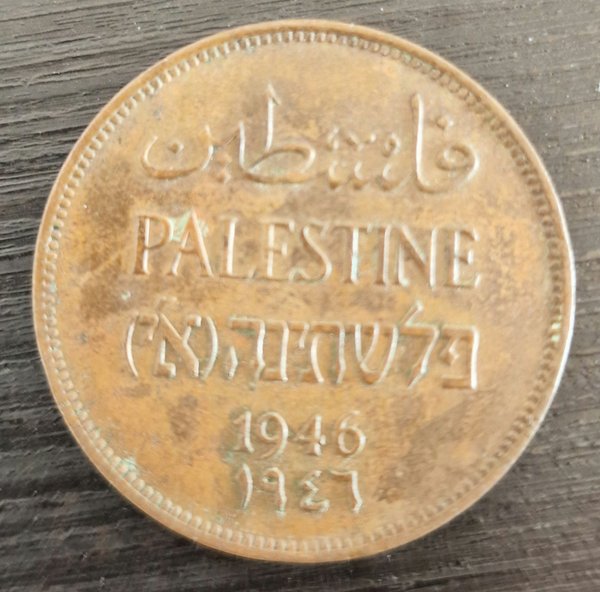 فلسطين
PALESTINE
פלשתינה (א״י)
1946
١٩٤٦